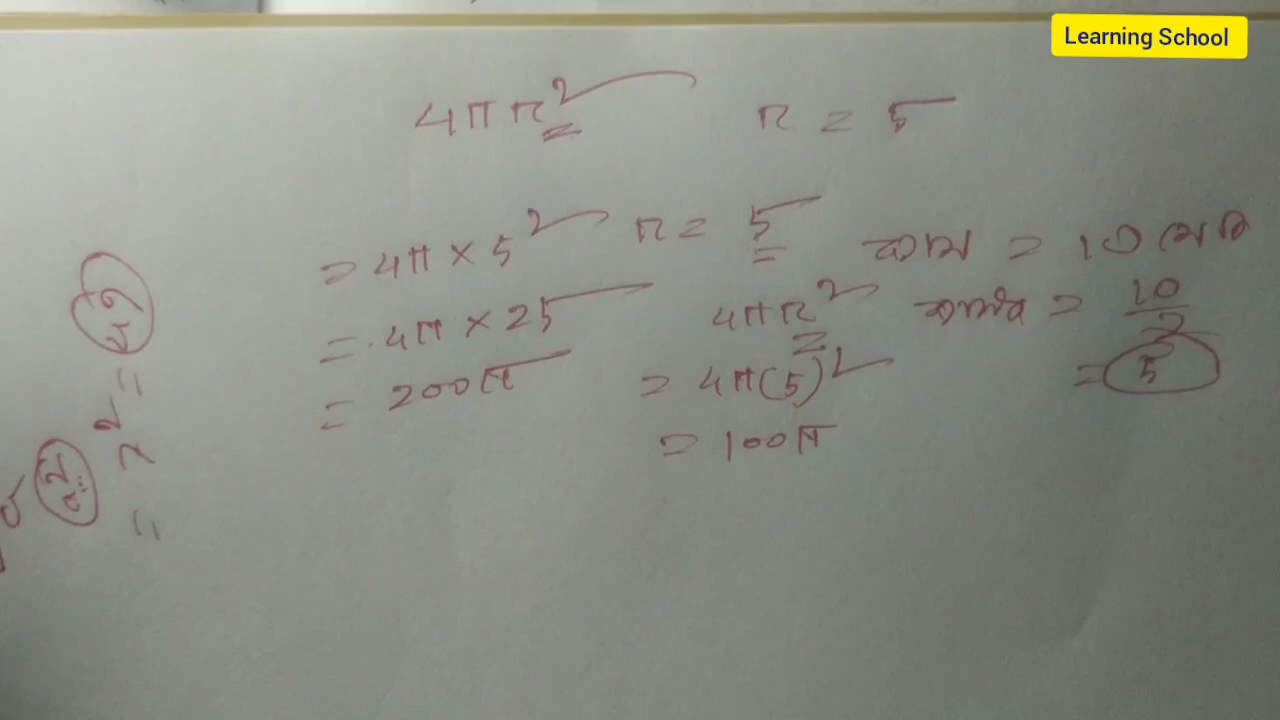 Learning School
4πr² r = 5
= 4π × 5² r = 5 ব্যাস = 10
= 4π × 25 4πr² ব্যাসার্ধ = 10/2
= 200π = 4π(5)² = 5
= 100π